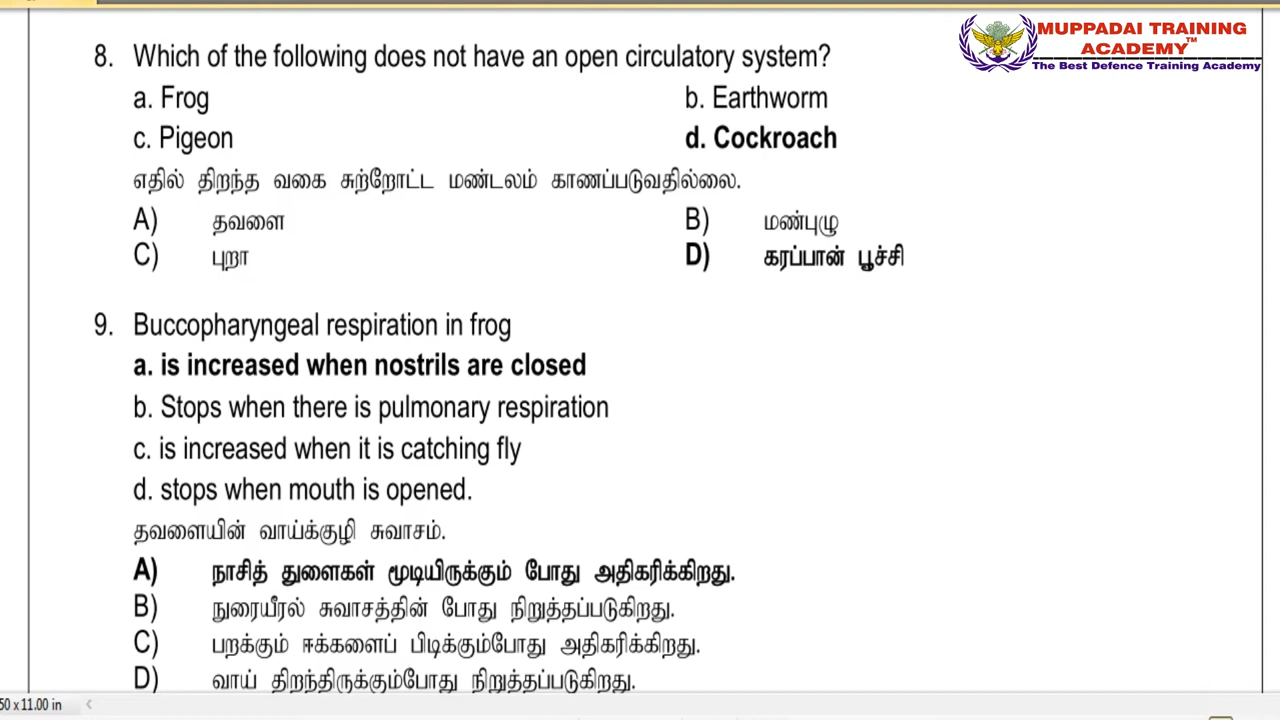 MUPPADAI TRAINING
ACADEMY™
The Best Defence Training Academy
8. Which of the following does not have an open circulatory system?
a. Frog b. Earthworm
c. Pigeon d. Cockroach
எதில் திறந்த வகை சுற்றோட்ட மண்டலம் காணப்படுவதில்லை.
A) தவளை B) மண்புழு
C) புறா D) கரப்பான் பூச்சி
9. Buccopharyngeal respiration in frog
a. is increased when nostrils are closed
b. Stops when there is pulmonary respiration
c. is increased when it is catching fly
d. stops when mouth is opened.
தவளையின் வாய்க்குழி சுவாசம்.
A) நாசித் துளைகள் மூடியிருக்கும் போது அதிகரிக்கிறது.
B) நுரையீரல் சுவாசத்தின் போது நிறுத்தப்படுகிறது.
C) பறக்கும் ஈக்களைப் பிடிக்கும்போது அதிகரிக்கிறது.
D) வாய் திறந்திருக்கும்போது நிறுத்தப்படுகிறது.
50 x 11.00 in